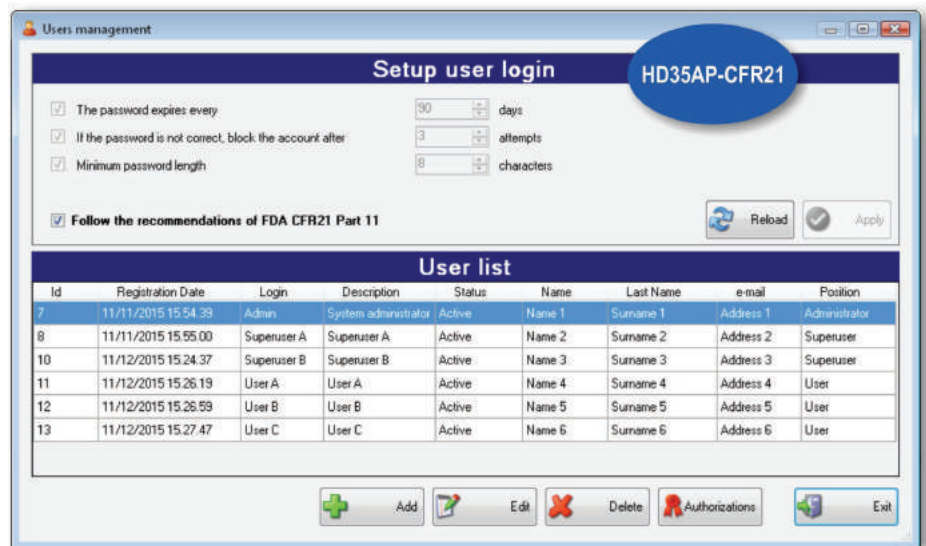 Users management
Setup user login
HD35AP-CFR21
The password expires every 90 days
If the password is not correct, block the account after 3 attempts
Minimum password length 8 characters
Follow the recommendations of FDA CFR21 Part 11 Reload Apply
User list
Id Registration Date Login Description Status Name Last Name e-mail Position
7 11/11/2015 15.54.39 Admin System administrator Active Name 1 Surname 1 Address 1 Administrator
8 11/11/2015 15.55.00 Superuser A Superuser A Active Name 2 Surname 2 Address 2 Superuser
10 11/12/2015 15.24.37 Superuser B Superuser B Active Name 3 Surname 3 Address 3 Superuser
11 11/12/2015 15.26.19 User A User A Active Name 4 Surname 4 Address 4 User
12 11/12/2015 15.26.59 User B User B Active Name 5 Surname 5 Address 5 User
13 11/12/2015 15.27.47 User C User C Active Name 6 Surname 6 Address 6 User
Add Edit Delete Authorizations Exit